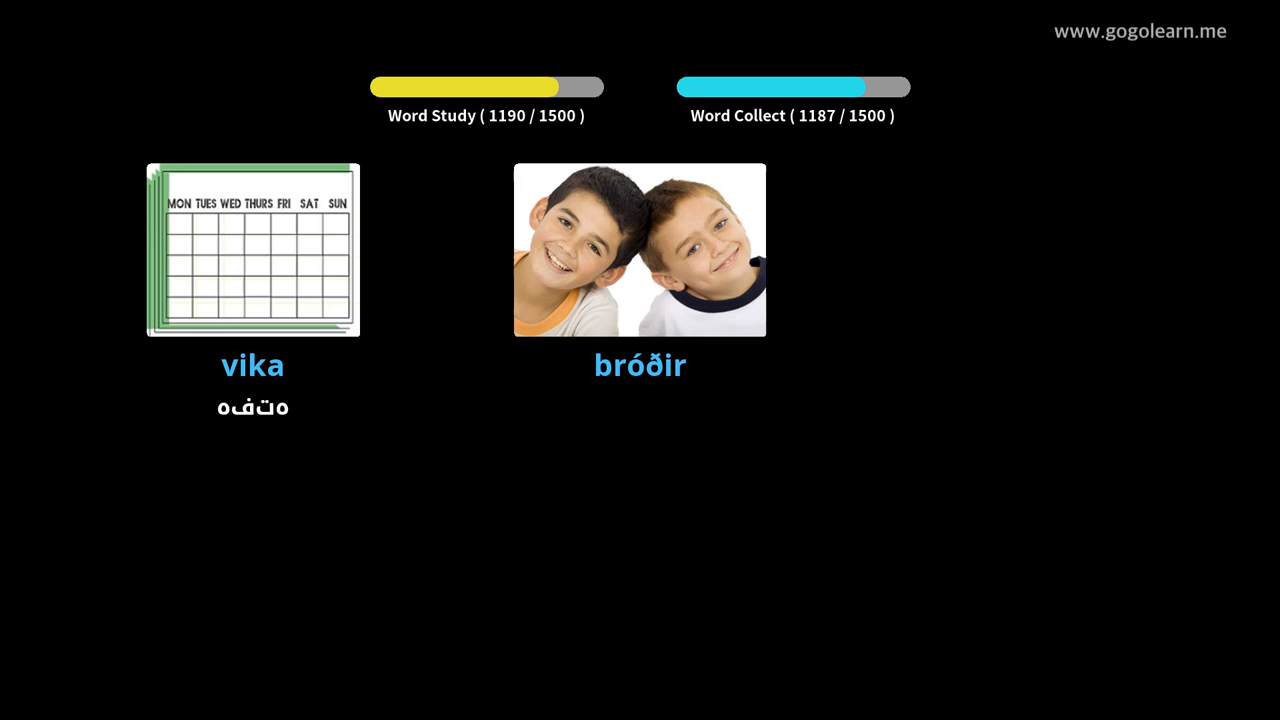 www.gogolearn.me
Word Study ( 1190 / 1500 )
Word Collect ( 1187 / 1500 )
MON TUES WED THURS FRI SAT SUN
vika
bróðir
هفته